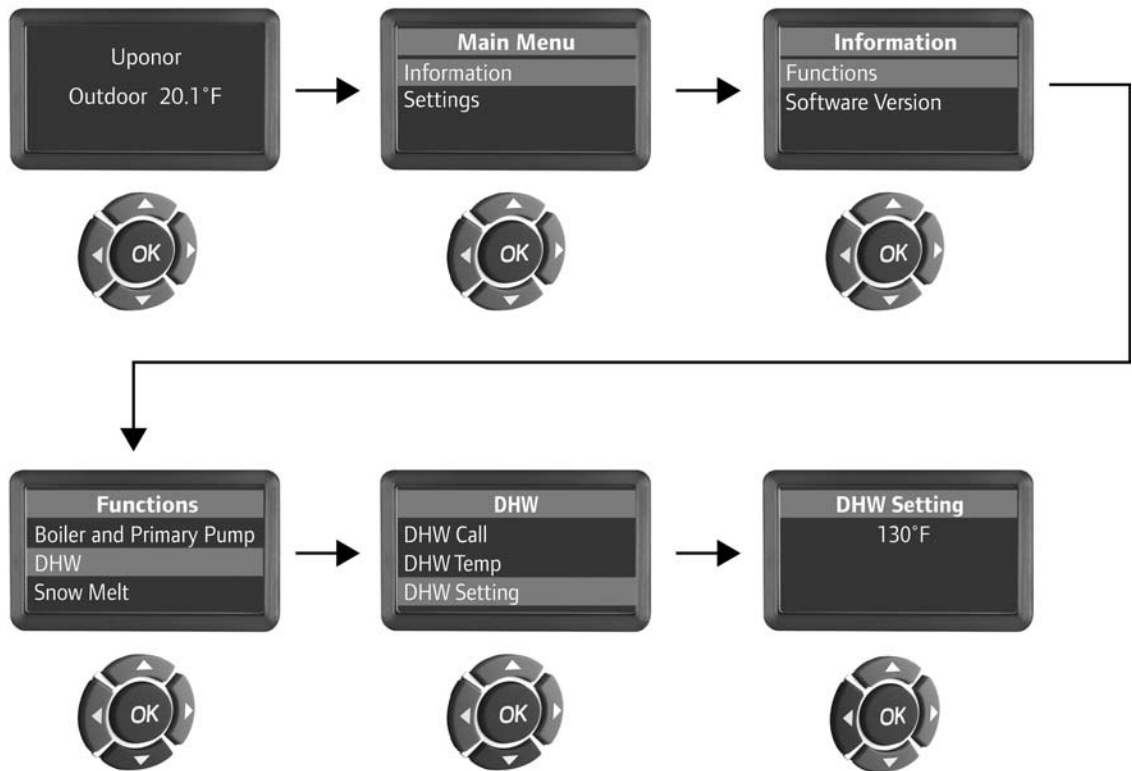 Uponor
Outdoor 20.1°F
Main Menu
Information
Settings
Information
Functions
Software Version
OK
OK
OK
Functions
Boiler and Primary Pump
DHW
Snow Melt
DHW
DHW Call
DHW Temp
DHW Setting
DHW Setting
130°F
OK
OK
OK